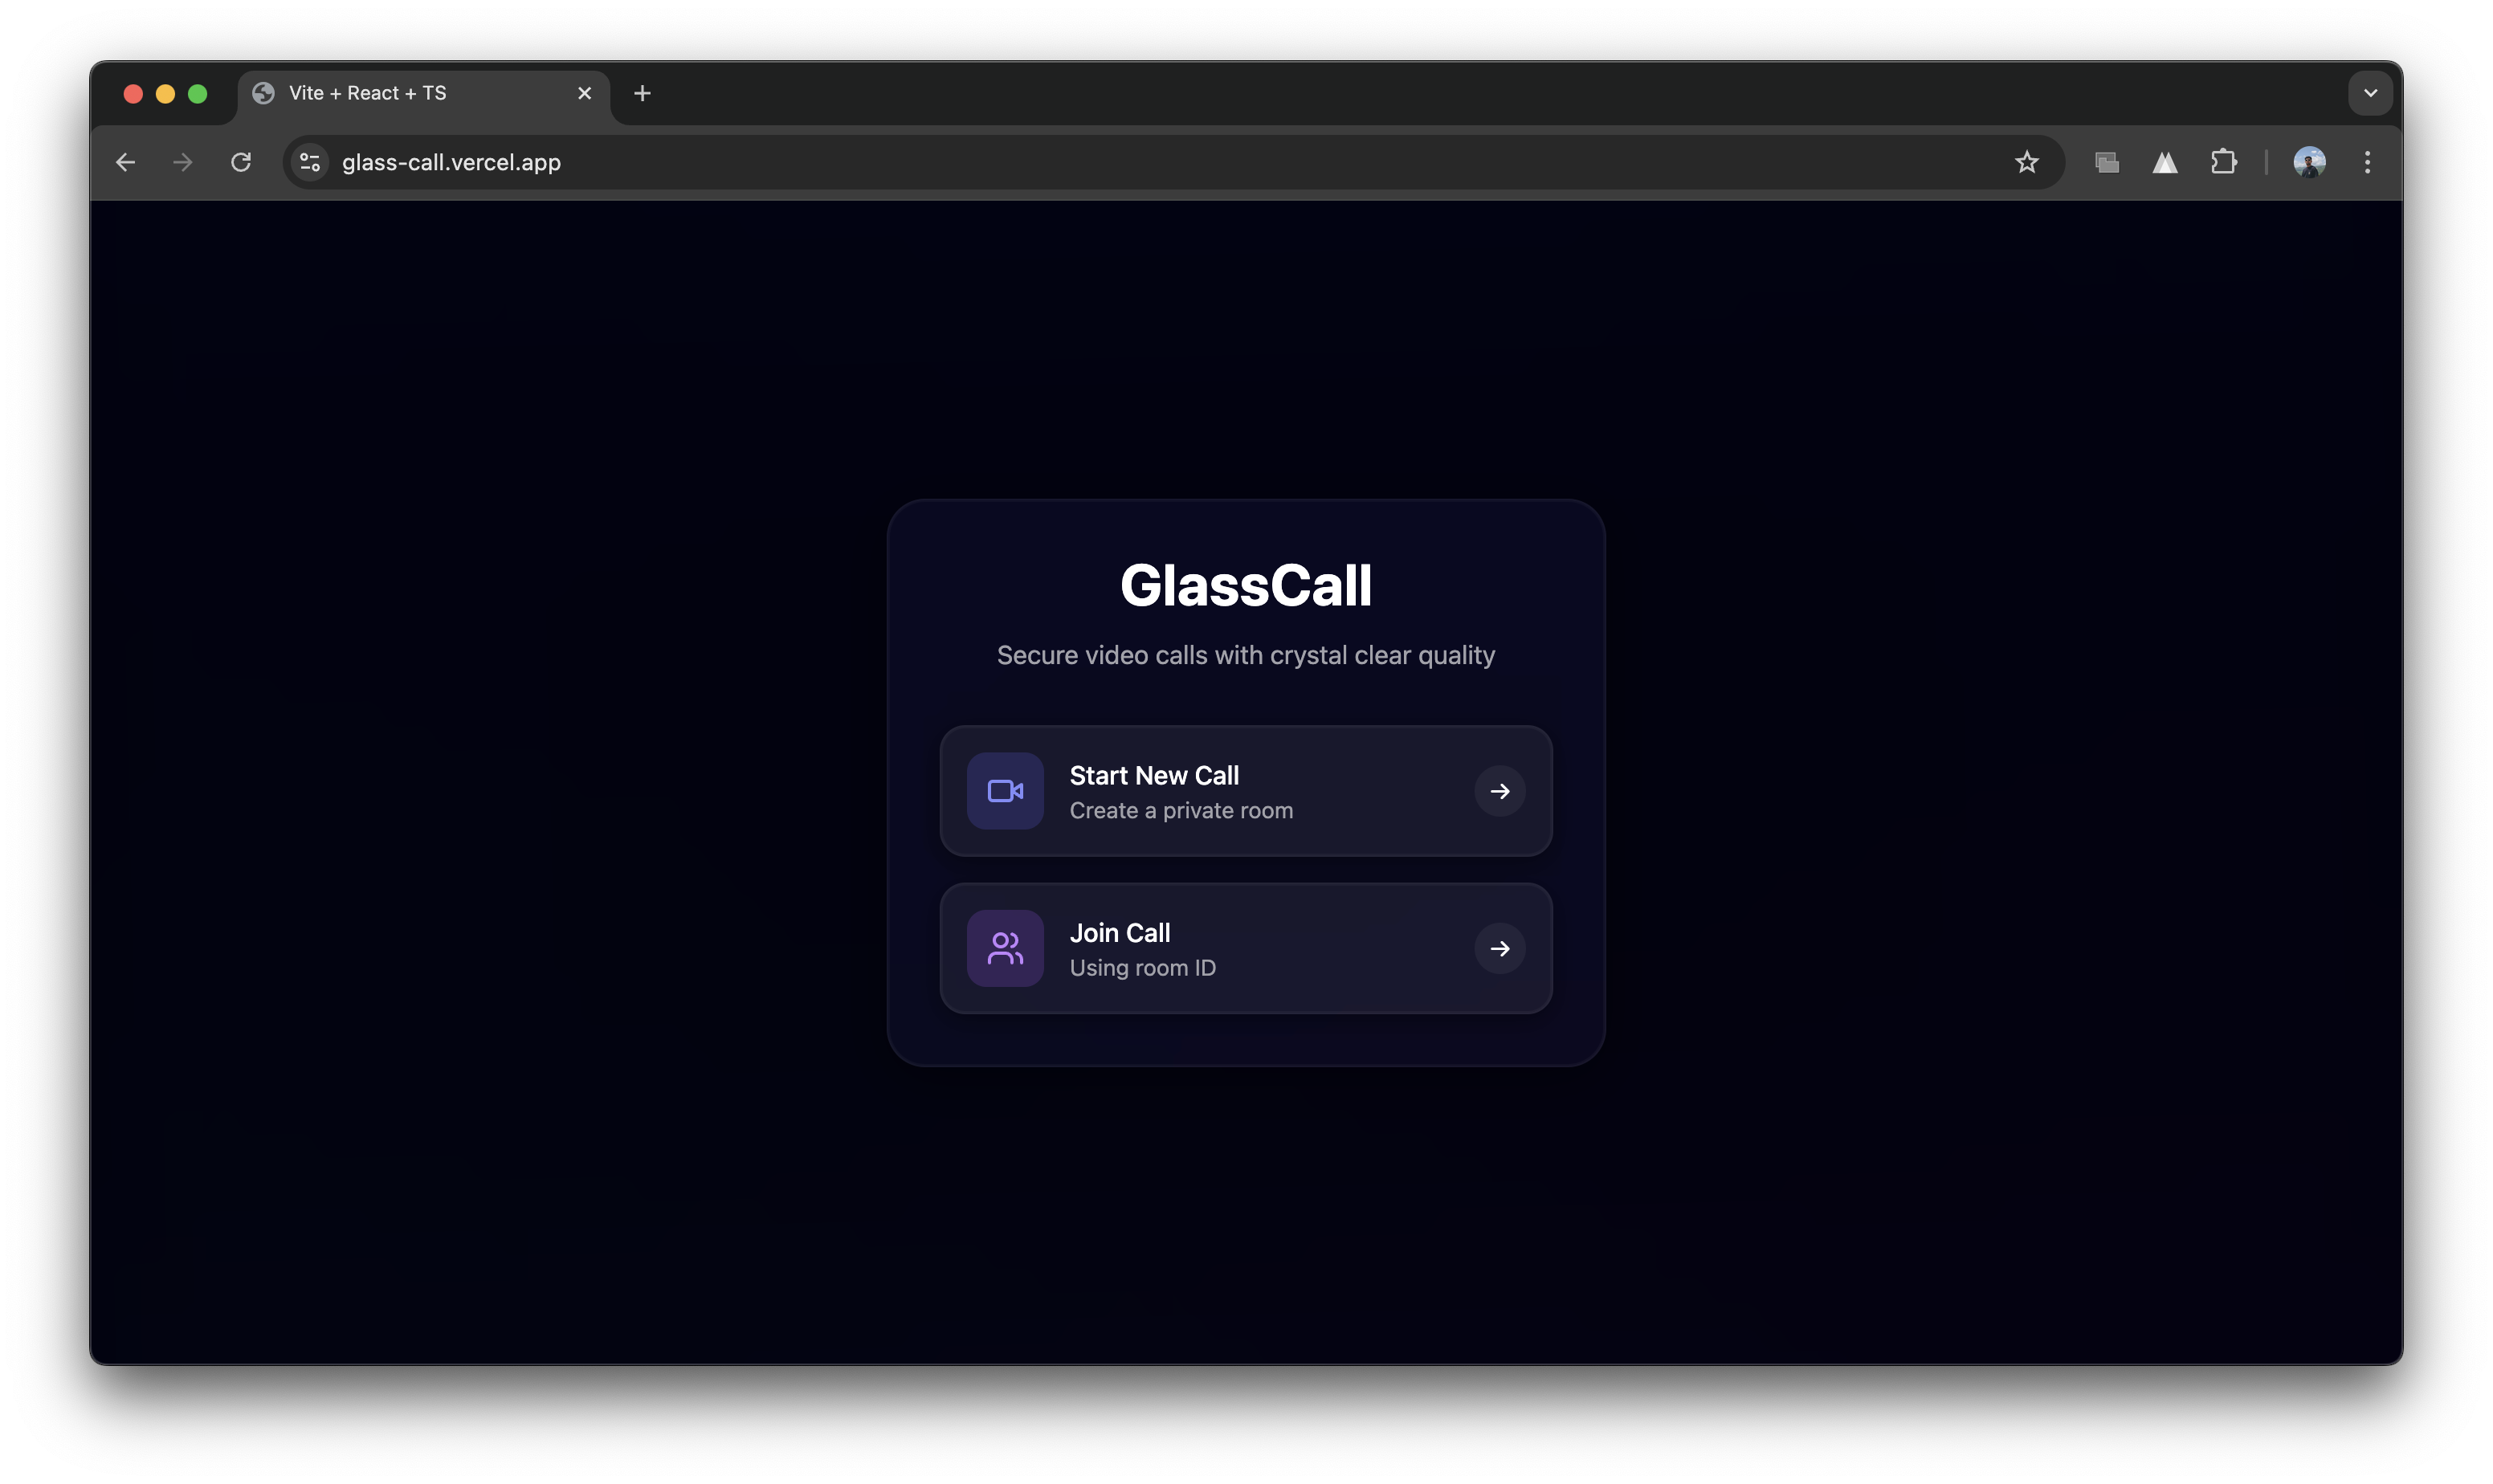 Vite + React + TS
glass-call.vercel.app
GlassCall
Secure video calls with crystal clear quality
Start New Call
Create a private room
Join Call
Using room ID